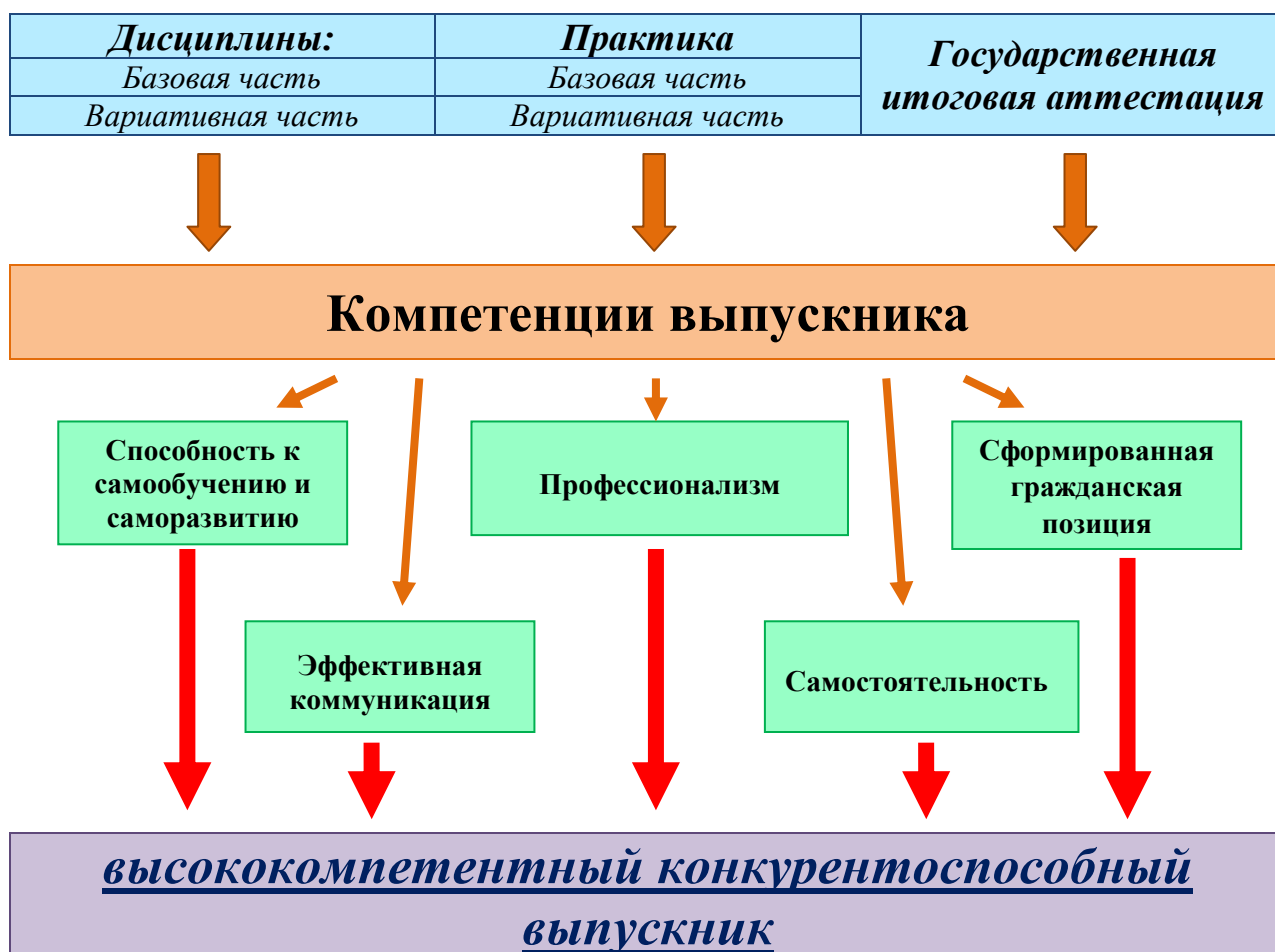 Дисциплины:
Базовая часть
Вариативная часть
Практика
Базовая часть
Вариативная часть
Государственная
итоговая аттестация
Компетенции выпускника
Способность к
самообучению и
саморазвитию
Профессионализм
Сформированная
гражданская
позиция
Эффективная
коммуникация
Самостоятельность
высококомпетентный конкурентоспособный
выпускник